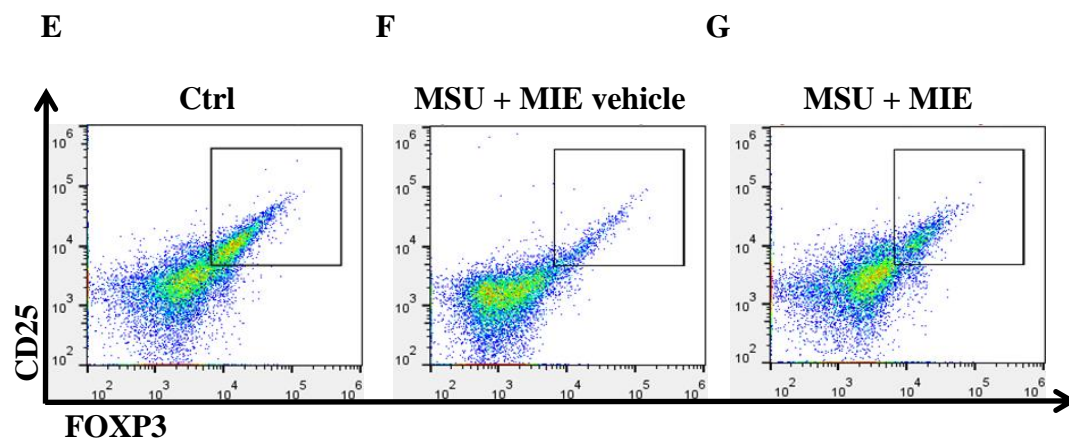 E F G
Ctrl MSU + MIE vehicle MSU + MIE
10^6 10^6 10^6
10^5 10^5 10^5
10^4 10^4 10^4
10^3 10^3 10^3
10^2 10^2 10^2
10^2 10^3 10^4 10^5 10^6 10^2 10^3 10^4 10^5 10^6 10^2 10^3 10^4 10^5 10^6
CD25
FOXP3